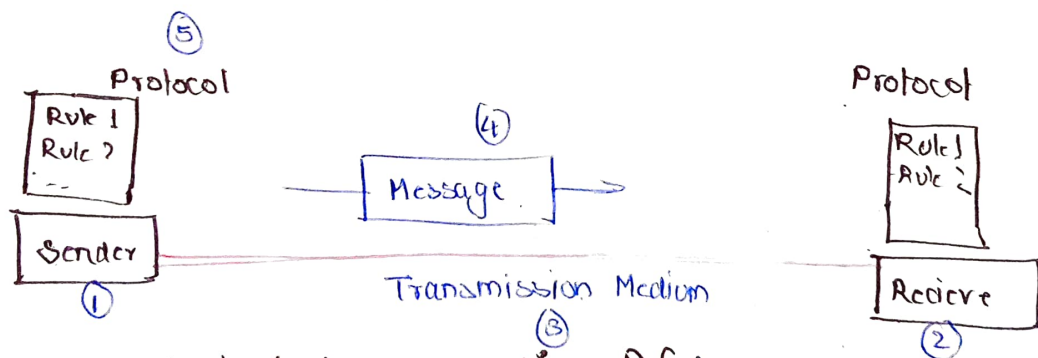 ⑤
Protocol
Rule 1
Rule 2
--
④
Message
Sender
①
Transmission Medium
③
Protocol
Rule 1
Rule 2
Recieve
②